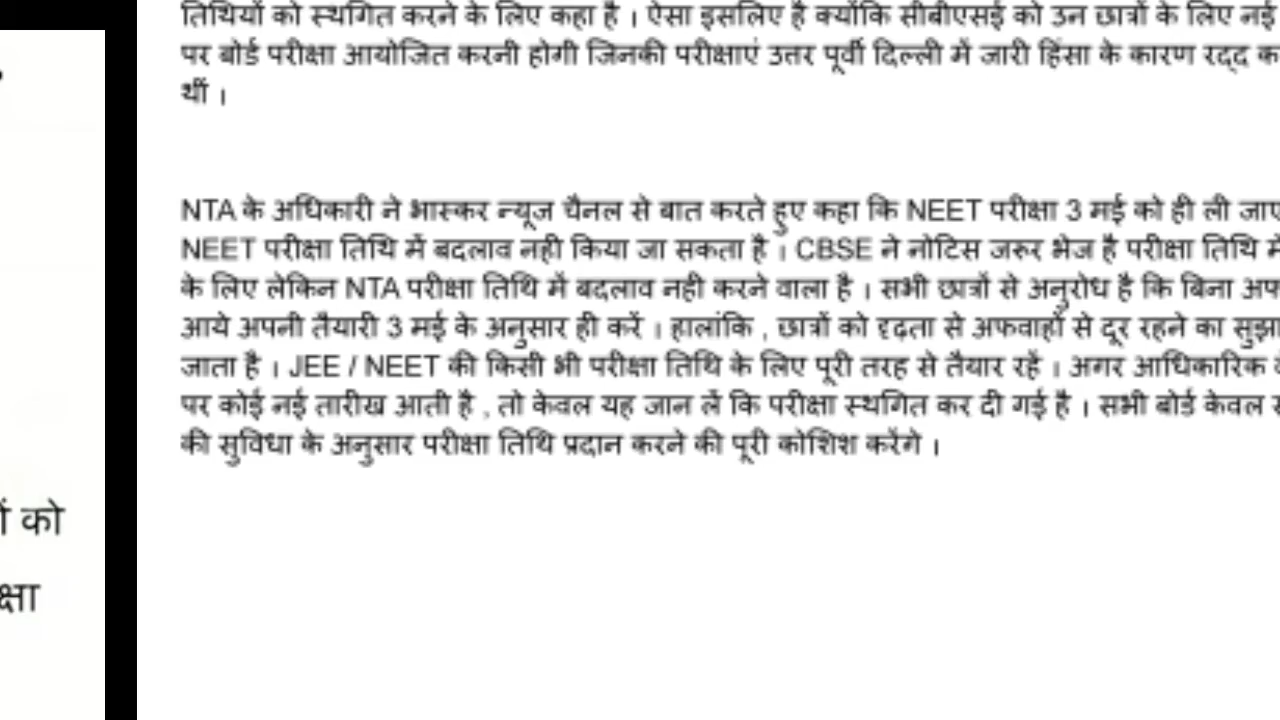 तिथियों को स्थगित करने के लिए कहा है । ऐसा इसलिए है क्योंकि सीबीएसई को उन छात्रों के लिए नई
पर बोर्ड परीक्षा आयोजित करनी होगी जिनकी परीक्षाएं उत्तर पूर्वी दिल्ली में जारी हिंसा के कारण रद्द
थीं ।
NTA के अधिकारी ने भास्कर न्यूज चैनल से बात करते हुए कहा कि NEET परीक्षा 3 मई को ही ली
NEET परीक्षा तिथि में बदलाव नही किया जा सकता है । CBSE ने नोटिस जरूर भेज है परीक्षा तिथि
के लिए लेकिन NTA परीक्षा तिथि में बदलाव नही करने वाला है । सभी छात्रों से अनुरोध है कि बिना
आये अपनी तैयारी 3 मई के अनुसार ही करें । हालांकि , छात्रों को दृढ़ता से अफवाहों से दूर रहने का
जाता है । JEE / NEET की किसी भी परीक्षा तिथि के लिए पूरी तरह से तैयार रहें । अगर आधिकारिक
पर कोई नई तारीख आती है , तो केवल यह जान लें कि परीक्षा स्थगित कर दी गई है । सभी बोर्ड केवल
की सुविधा के अनुसार परीक्षा तिथि प्रदान करने की पूरी कोशिश करेंगे ।
को